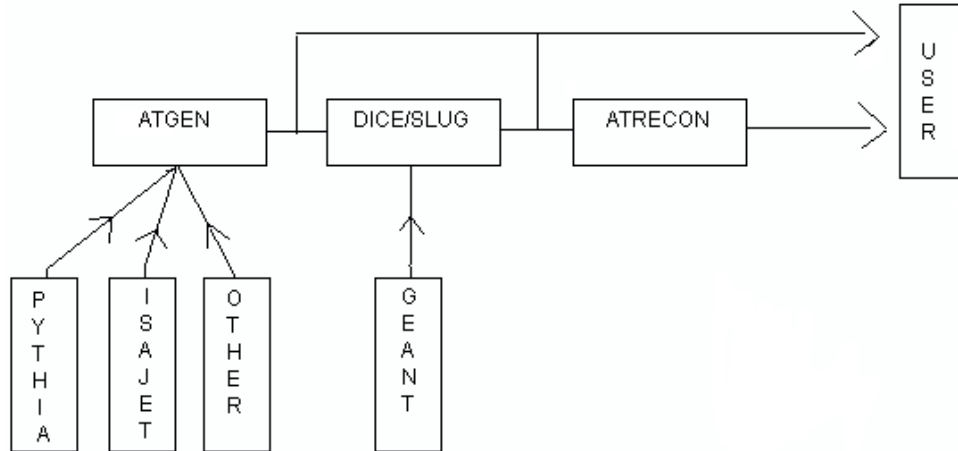 ATGEN
DICE/SLUG
ATRECON
USER
PYTHIA
ISAJET
OTHER
GEANT